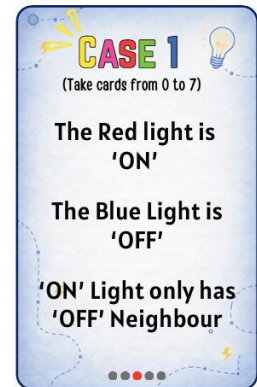 CASE 1
(Take cards from 0 to 7)
The Red light is
‘ON’
The Blue Light is
‘OFF’
‘ON’ Light only has
‘OFF’ Neighbour